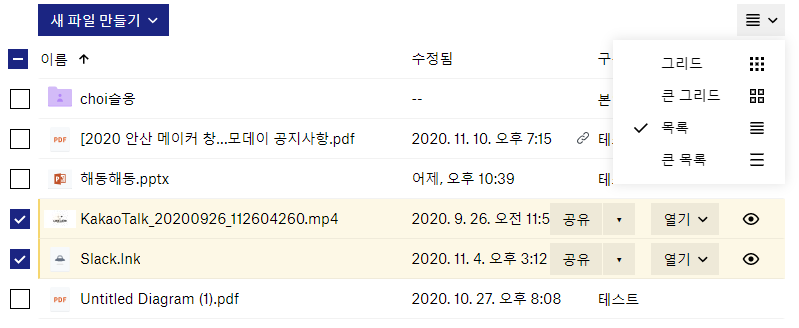 새 파일 만들기
이름 수정됨 구
그리드
큰 그리드
목록
큰 목록
choi슬옹 -- 본
PDF [2020 안산 메이커 창...모데이 공지사항.pdf 2020. 11. 10. 오후 7:15 테스
해동해동.pptx 어제, 오후 10:39 테스
KakaoTalk_20200926_112604260.mp4 2020. 9. 26. 오전 11:5 공유 열기
Slack.lnk 2020. 11. 4. 오후 3:12 공유 열기
PDF Untitled Diagram (1).pdf 2020. 10. 27. 오후 8:08 테스트